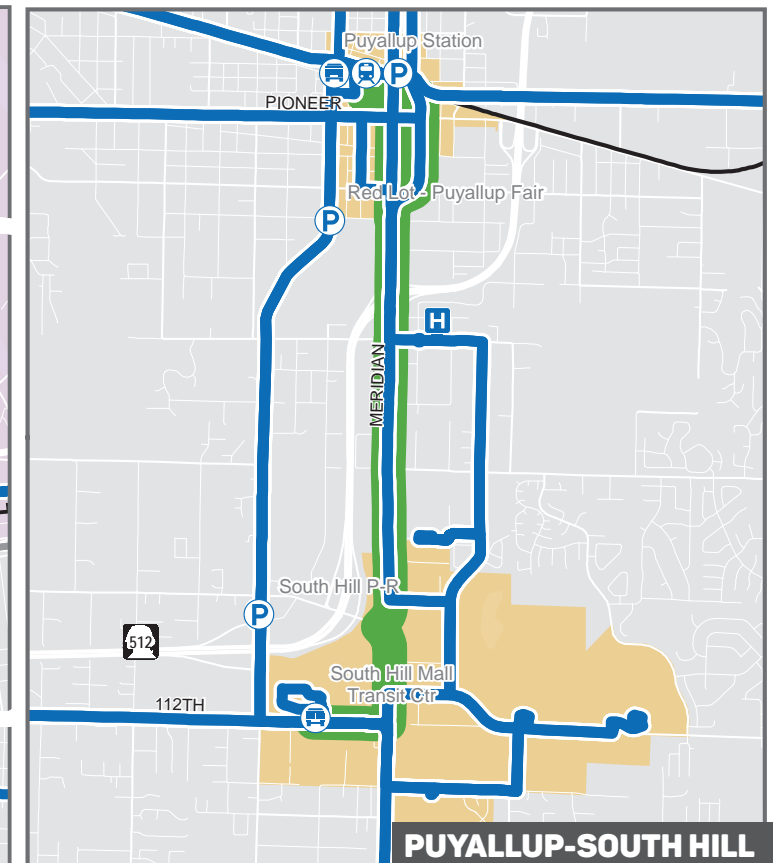 Puyallup Station
P
PIONEER
Red Lot - Puyallup Fair
P
H
MERIDIAN
South Hill P-R
P
512
South Hill Mall
Transit Ctr
112TH
PUYALLUP-SOUTH HILL